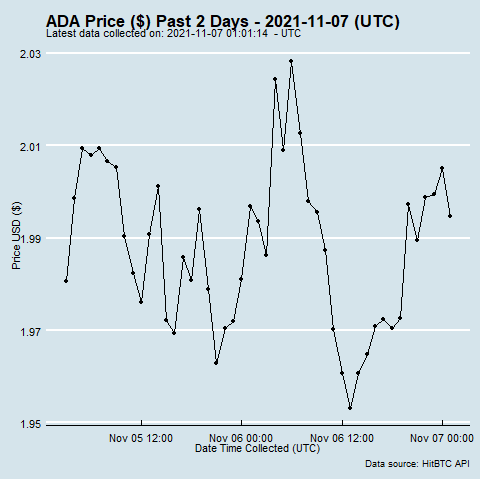 ADA Price ($) Past 2 Days - 2021-11-07 (UTC)
Latest data collected on: 2021-11-07 01:01:14 - UTC
2.03
2.01
1.99
1.97
1.95
Price USD ($)
Nov 05 12:00
Nov 06 00:00
Nov 06 12:00
Nov 07 00:00
Date Time Collected (UTC)
Data source: HitBTC API